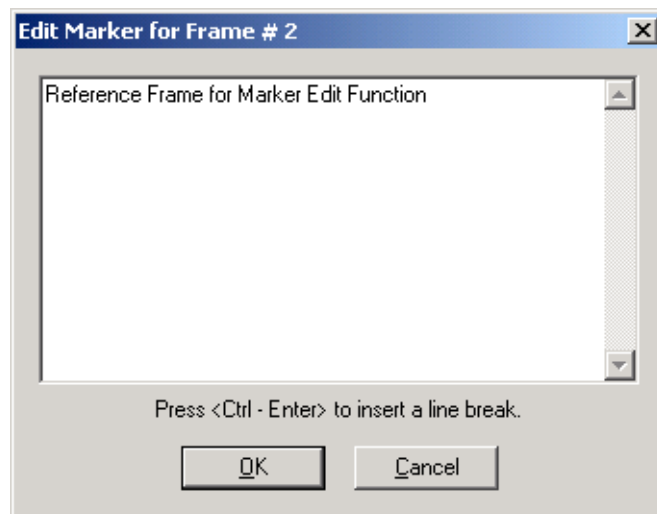 Edit Marker for Frame # 2
Reference Frame for Marker Edit Function
Press <Ctrl - Enter> to insert a line break.
OK Cancel